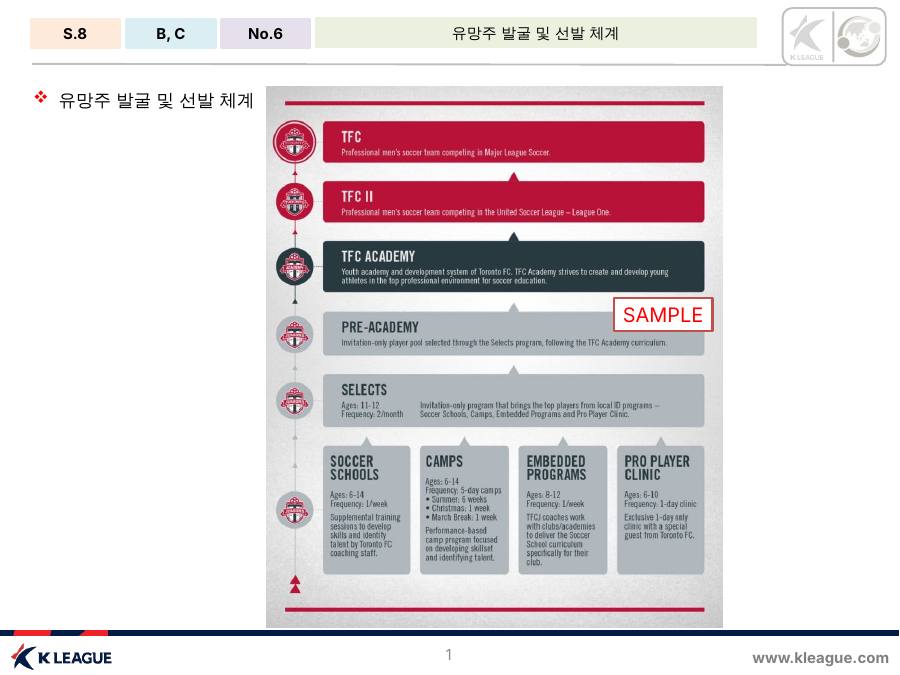 S.8
B, C
No.6
유망주 발굴 및 선발 체계
K LEAGUE
유망주 발굴 및 선발 체계
TFC
Professional men's soccer team competing in Major League Soccer.
TFC II
Professional men's soccer team competing in the United Soccer League – League One.
TFC ACADEMY
Youth academy and development system of Toronto FC. TFC Academy strives to create and develop young
athletes in the top professional environment for soccer education.
SAMPLE
PRE-ACADEMY
Invitation-only player pool selected through the Selects program, following the TFC Academy curriculum.
SELECTS
Ages: 11-12
Frequency: 2/month
Invitation-only program that brings the top players from local ID programs –
Soccer Schools, Camps, Embedded Programs and Pro Player Clinic.
SOCCER
SCHOOLS
Ages: 6-14
Frequency: 1/week
Supplemental training
sessions to develop
skills and identify
talent by Toronto FC
coaching staff.
CAMPS
Ages: 6-14
Frequency: 5-day camps
• Summer: 6 weeks
• Christmas: 1 week
• March Break: 1 week
Performance-based
camp program focused
on developing skillset
and identifying talent.
EMBEDDED
PROGRAMS
Ages: 8-12
Frequency: 1/week
TFCJ coaches work
with clubs/academies
to deliver the Soccer
School curriculum
specifically for their
club.
PRO PLAYER
CLINIC
Ages: 6-10
Frequency: 1-day clinic
Exclusive 1-day only
clinic with a special
guest from Toronto FC.
K LEAGUE
1
www.kleague.com